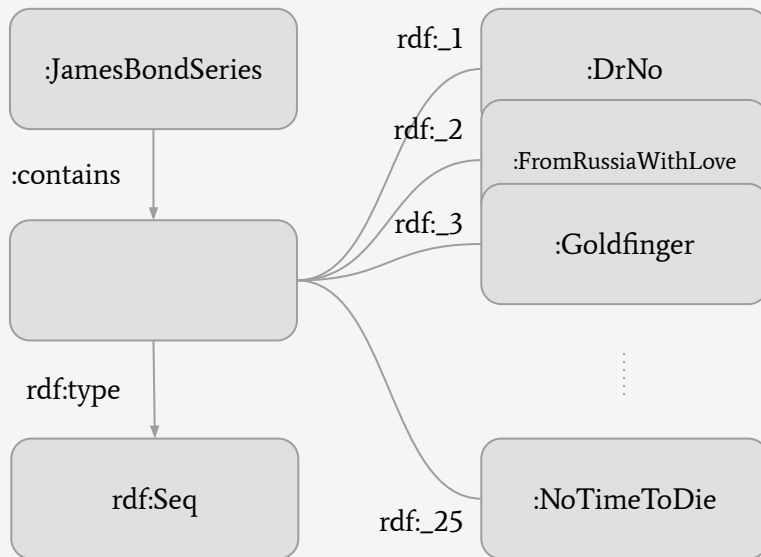 :JamesBondSeries
:contains
rdf:type
rdf:Seq
rdf:_1
:DrNo
rdf:_2
:FromRussiaWithLove
rdf:_3
:Goldfinger
rdf:_25
:NoTimeToDie